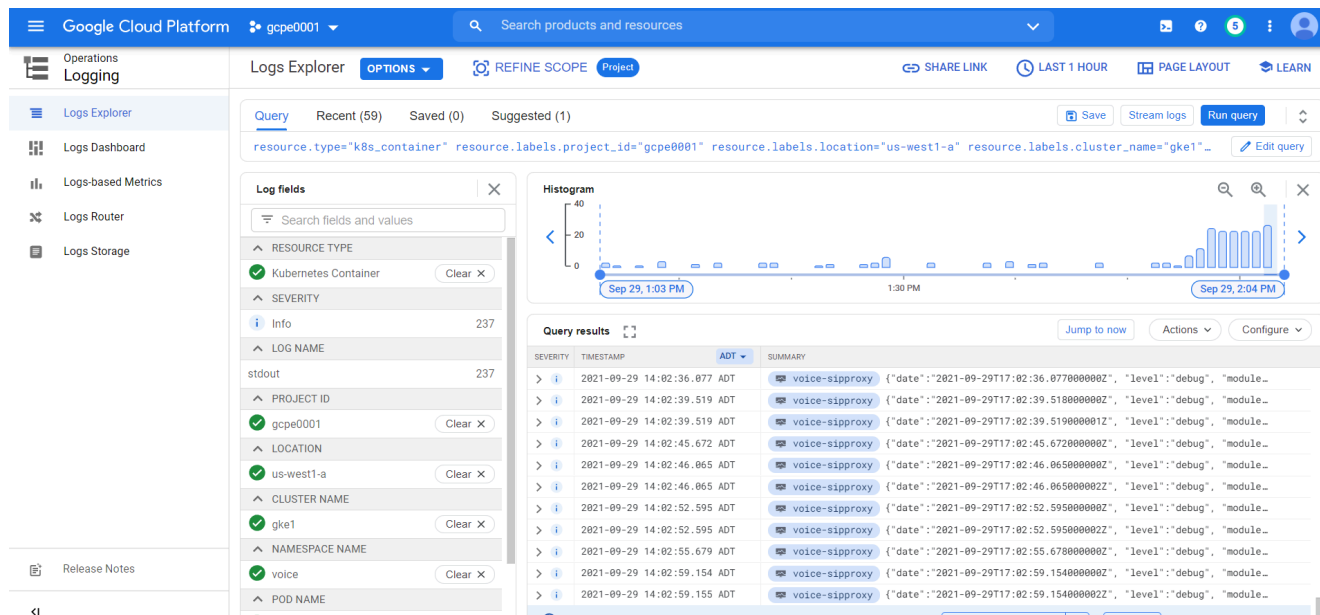 Google Cloud Platform gcpe0001 Search products and resources 5
Operations
Logging
Logs Explorer OPTIONS REFINE SCOPE Project SHARE LINK LAST 1 HOUR PAGE LAYOUT LEARN
Logs Explorer
Logs Dashboard
Logs-based Metrics
Logs Router
Logs Storage
Release Notes
Query Recent (59) Saved (0) Suggested (1) Save Stream logs Run query
resource.type="k8s_container" resource.labels.project_id="gcpe0001" resource.labels.location="us-west1-a" resource.labels.cluster_name="gke1"… Edit query
Log fields
Search fields and values
RESOURCE TYPE
Kubernetes Container Clear
SEVERITY
Info 237
LOG NAME
stdout 237
PROJECT ID
gcpe0001 Clear
LOCATION
us-west1-a Clear
CLUSTER NAME
gke1 Clear
NAMESPACE NAME
voice Clear
POD NAME
Histogram
40
20
0
Sep 29, 1:03 PM 1:30 PM Sep 29, 2:04 PM
Query results Jump to now Actions Configure
SEVERITY TIMESTAMP ADT SUMMARY
2021-09-29 14:02:36.077 ADT voice-sipproxy {"date":"2021-09-29T17:02:36.077000000Z", "level":"debug", "module…
2021-09-29 14:02:39.519 ADT voice-sipproxy {"date":"2021-09-29T17:02:39.518000000Z", "level":"debug", "module…
2021-09-29 14:02:39.519 ADT voice-sipproxy {"date":"2021-09-29T17:02:39.519000001Z", "level":"debug", "module…
2021-09-29 14:02:45.672 ADT voice-sipproxy {"date":"2021-09-29T17:02:45.672000000Z", "level":"debug", "module…
2021-09-29 14:02:46.065 ADT voice-sipproxy {"date":"2021-09-29T17:02:46.065000000Z", "level":"debug", "module…
2021-09-29 14:02:46.065 ADT voice-sipproxy {"date":"2021-09-29T17:02:46.065000002Z", "level":"debug", "module…
2021-09-29 14:02:52.595 ADT voice-sipproxy {"date":"2021-09-29T17:02:52.595000000Z", "level":"debug", "module…
2021-09-29 14:02:52.595 ADT voice-sipproxy {"date":"2021-09-29T17:02:52.595000002Z", "level":"debug", "module…
2021-09-29 14:02:55.679 ADT voice-sipproxy {"date":"2021-09-29T17:02:55.678000000Z", "level":"debug", "module…
2021-09-29 14:02:59.154 ADT voice-sipproxy {"date":"2021-09-29T17:02:59.154000000Z", "level":"debug", "module…
2021-09-29 14:02:59.155 ADT voice-sipproxy {"date":"2021-09-29T17:02:59.154000002Z", "level":"debug", "module…